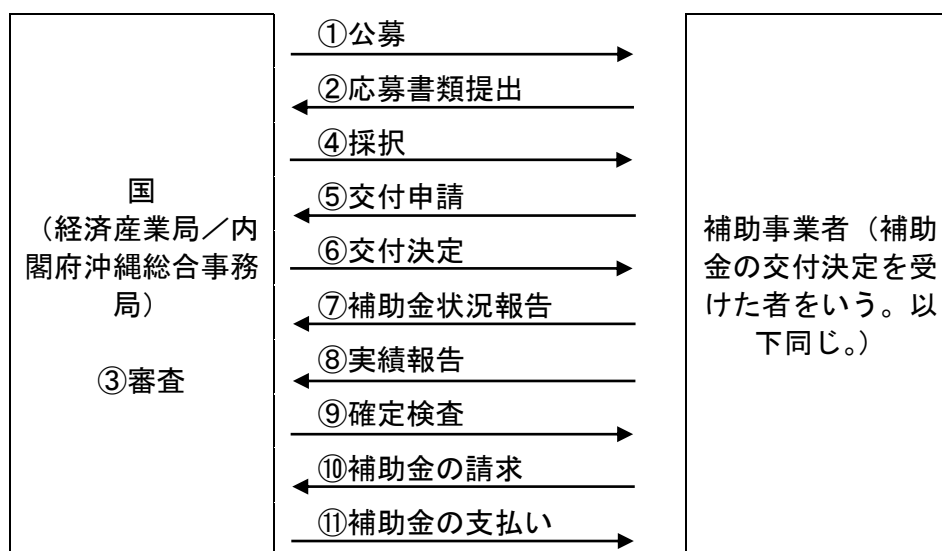 国
（経済産業局／内
閣府沖縄総合事務
局）
③審査
①公募
②応募書類提出
④採択
⑤交付申請
⑥交付決定
⑦補助金状況報告
⑧実績報告
⑨確定検査
⑩補助金の請求
⑪補助金の支払い
補助事業者（補助
金の交付決定を受
けた者をいう。以
下同じ。）